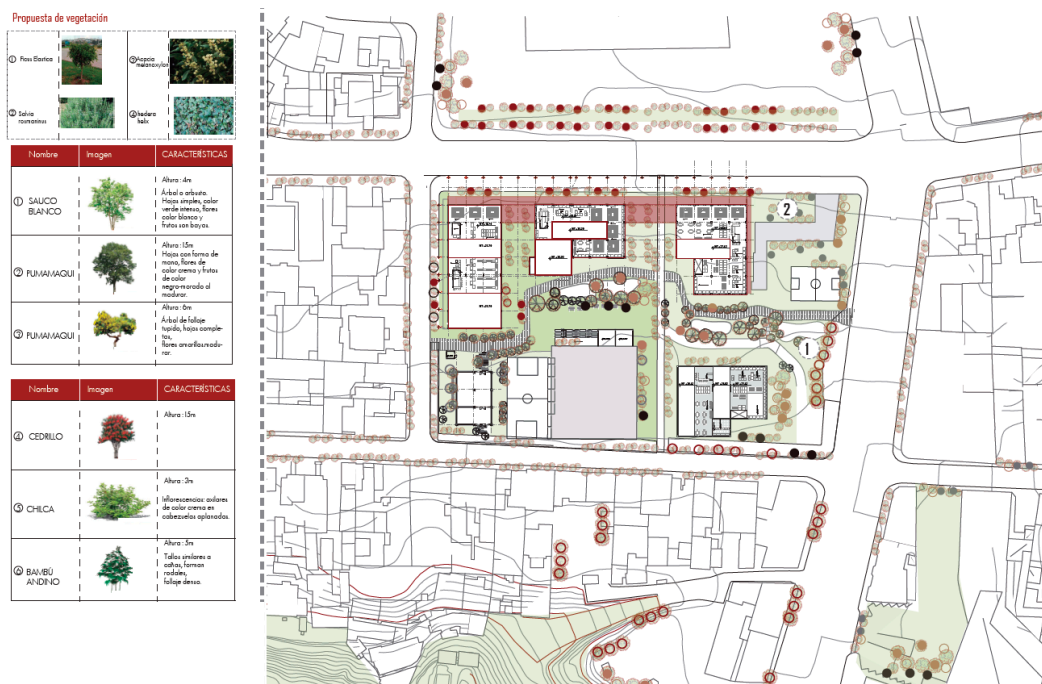 Propuesta de vegetación
① Ficus Elastica
② Acacia
melanoxylon
③ Salvia
rosmarinus
④ hedera
helix
Nombre Imagen CARACTERÍSTICAS
① SAUCO
BLANCO
Altura : 4m
Árbol o arbusto.
Hojas simples, color
verde intenso, flores
color blanco y
frutos son bayas.
② PUMAMAQUI
Altura : 15m
Hojas con forma de
mano, flores de
color crema y frutos
de color
negro-morado al
madurar.
③ PUMAMAQUI
Altura : 6m
Árbol de follaje
tupido, hojas comple-
tas,
flores amarillas
Nombre Imagen CARACTERÍSTICAS
④ CEDRILLO
Altura : 15m
⑤ CHILCA
Altura : 3m
Inflorescencias axilares
de color crema en
cabezuelas aplanadas.
⑥ BAMBÚ
ANDINO
Altura : 5m
Tallos similares a
cañas, forman
rodales,
follaje denso.
2
1